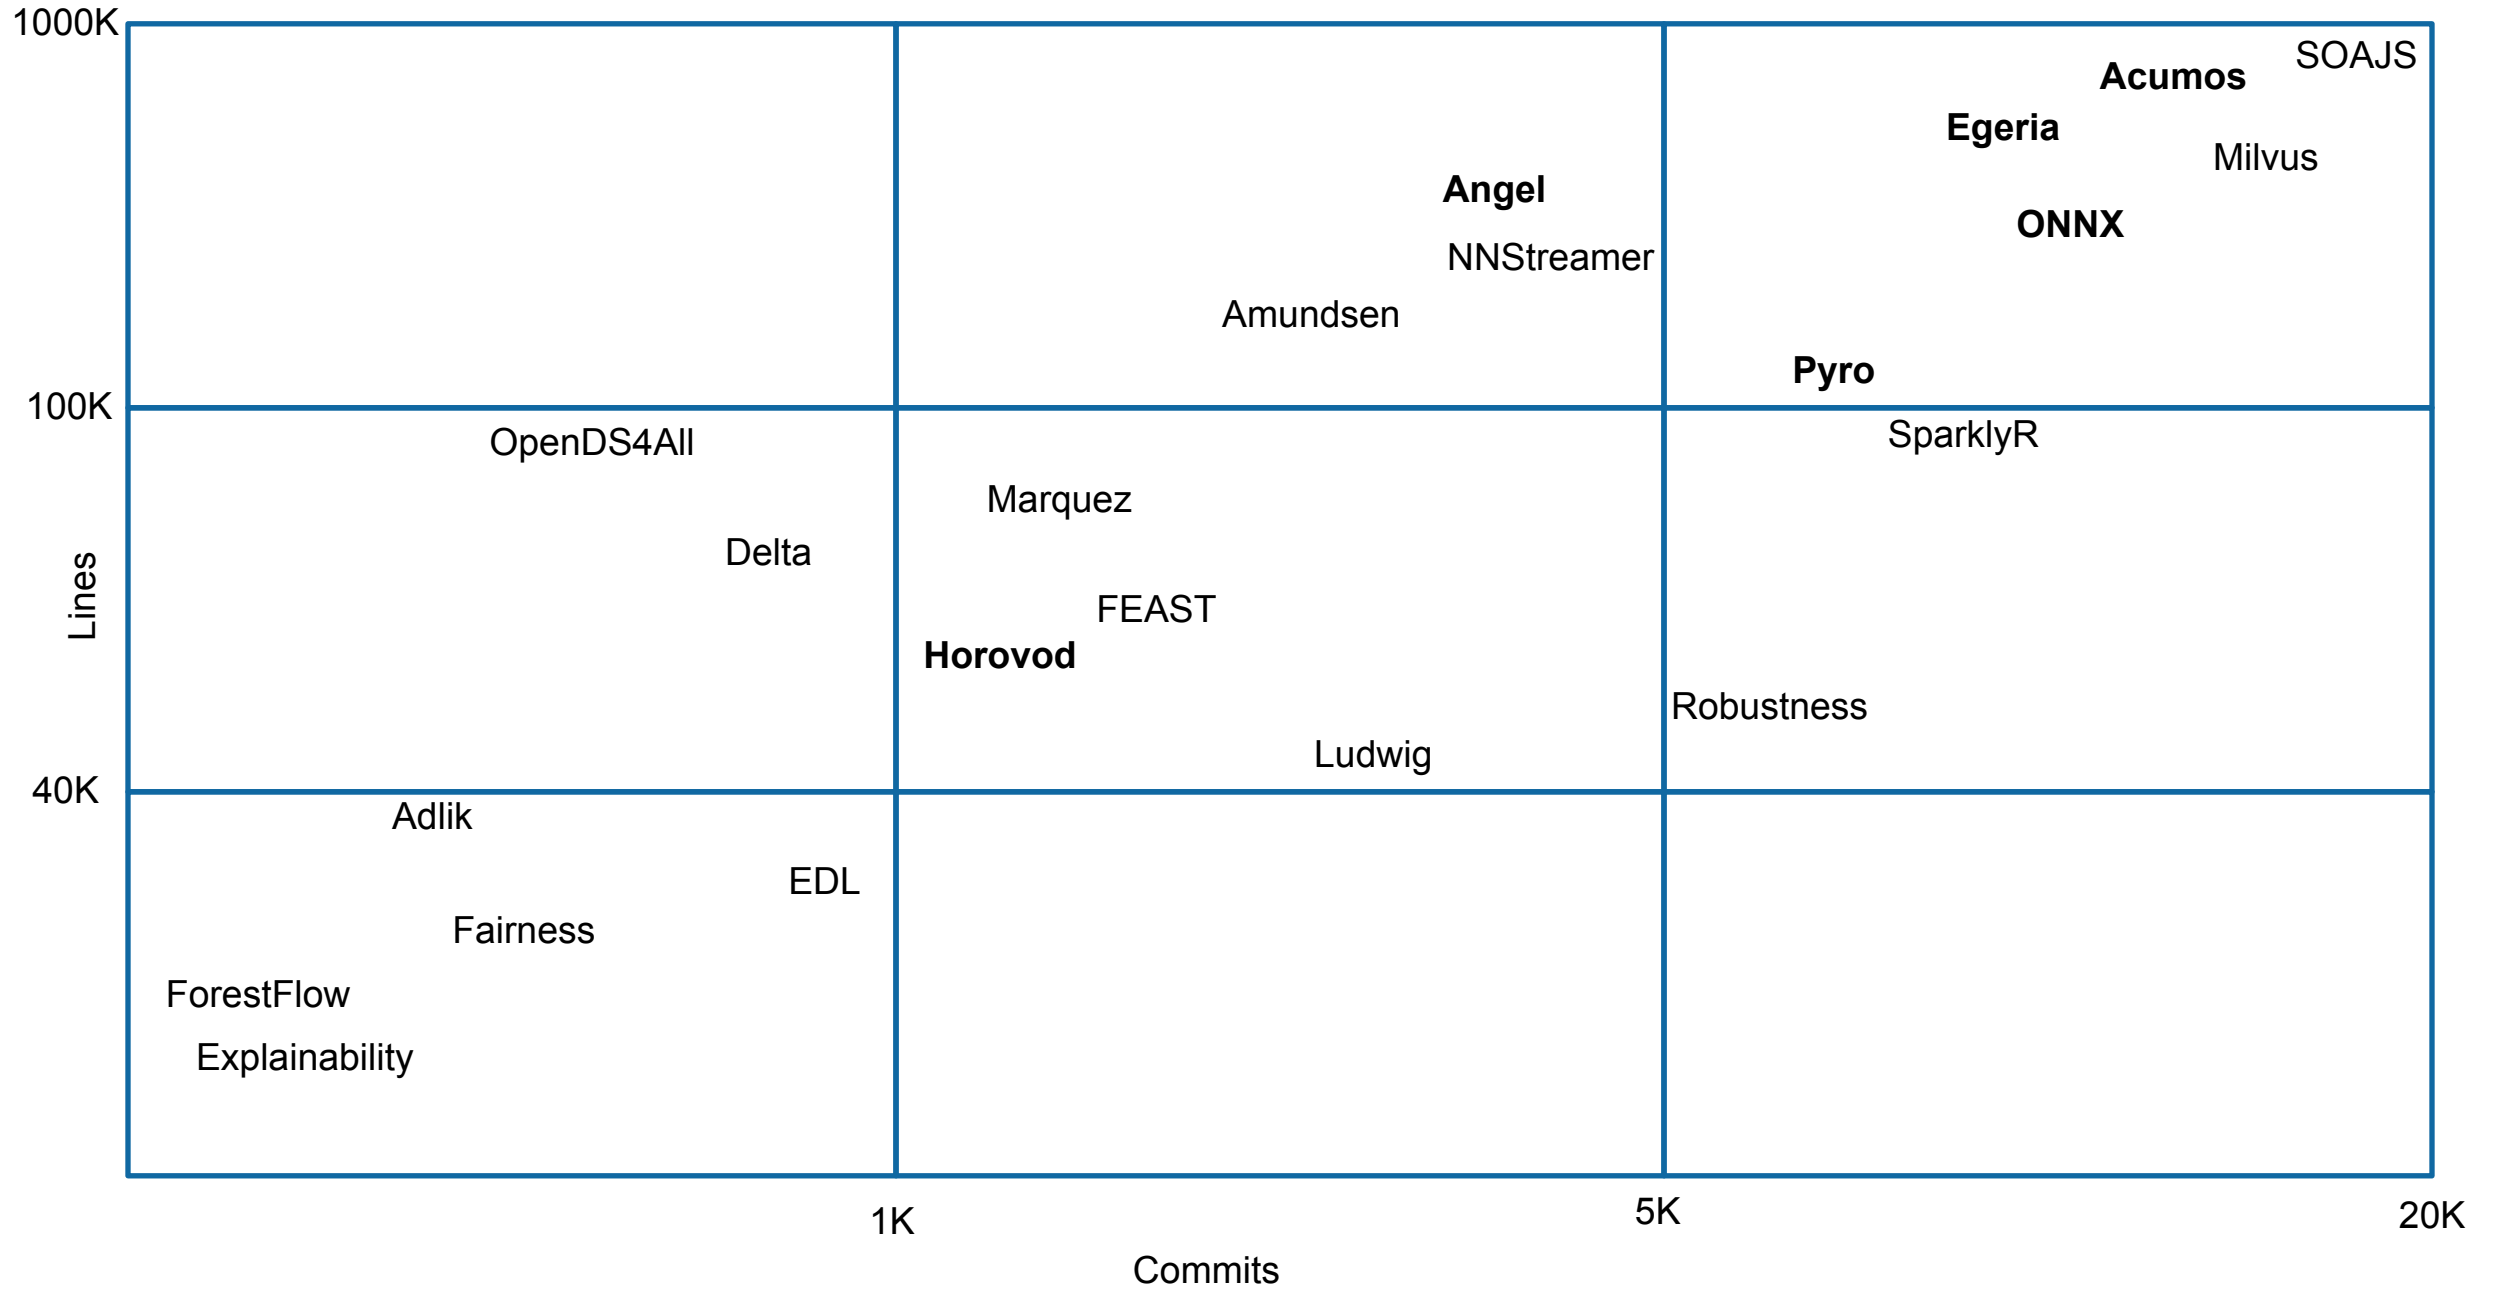 1000K
SOAJS
Acumos
Egeria
Milvus
Angel
ONNX
NNStreamer
Amundsen
Pyro
100K
SparklyR
OpenDS4All
Marquez
Delta
Lines
FEAST
Horovod
Robustness
Ludwig
40K
Adlik
EDL
Fairness
ForestFlow
Explainability
1K
5K
20K
Commits